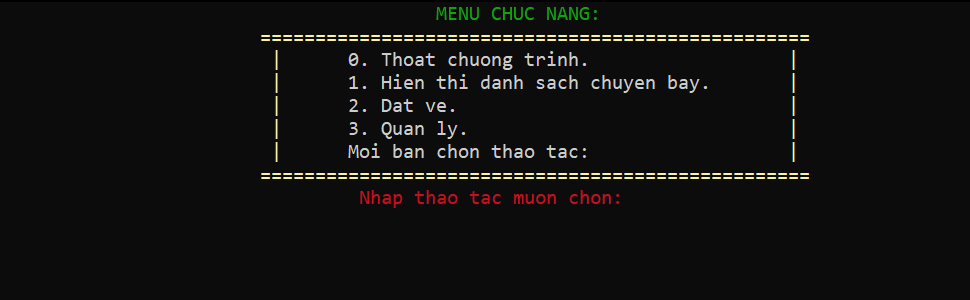 MENU CHUC NANG:
==================================================
| 0. Thoat chuong trinh. |
| 1. Hien thi danh sach chuyen bay. |
| 2. Dat ve. |
| 3. Quan ly. |
| Moi ban chon thao tac: |
==================================================
Nhap thao tac muon chon: